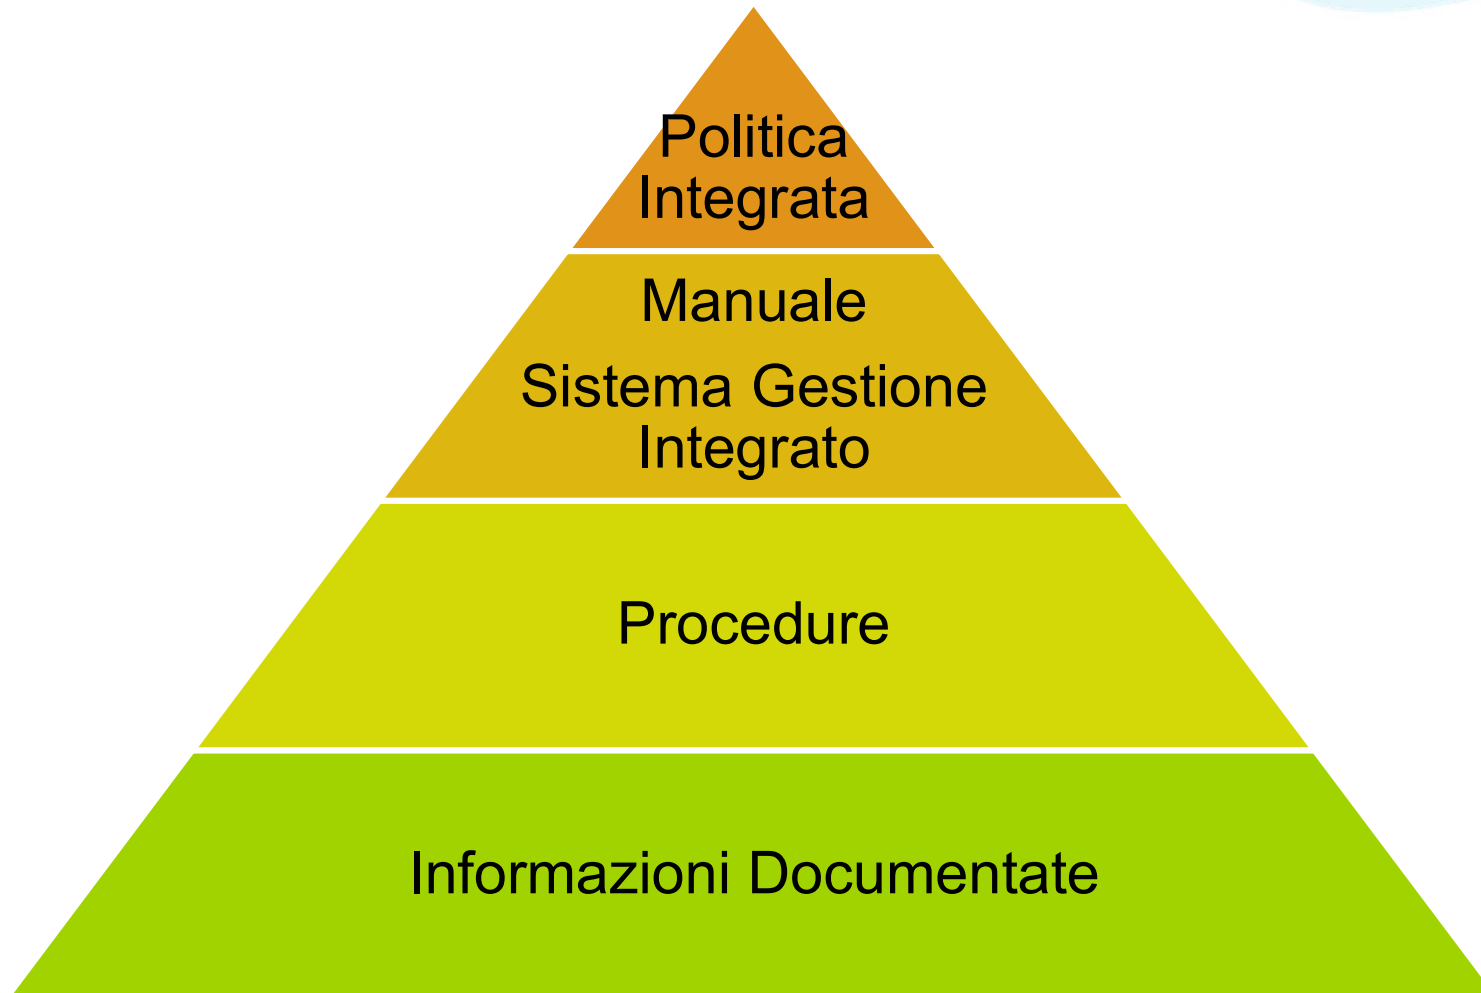 Politica
Integrata
Manuale
Sistema Gestione
Integrato
Procedure
Informazioni Documentate